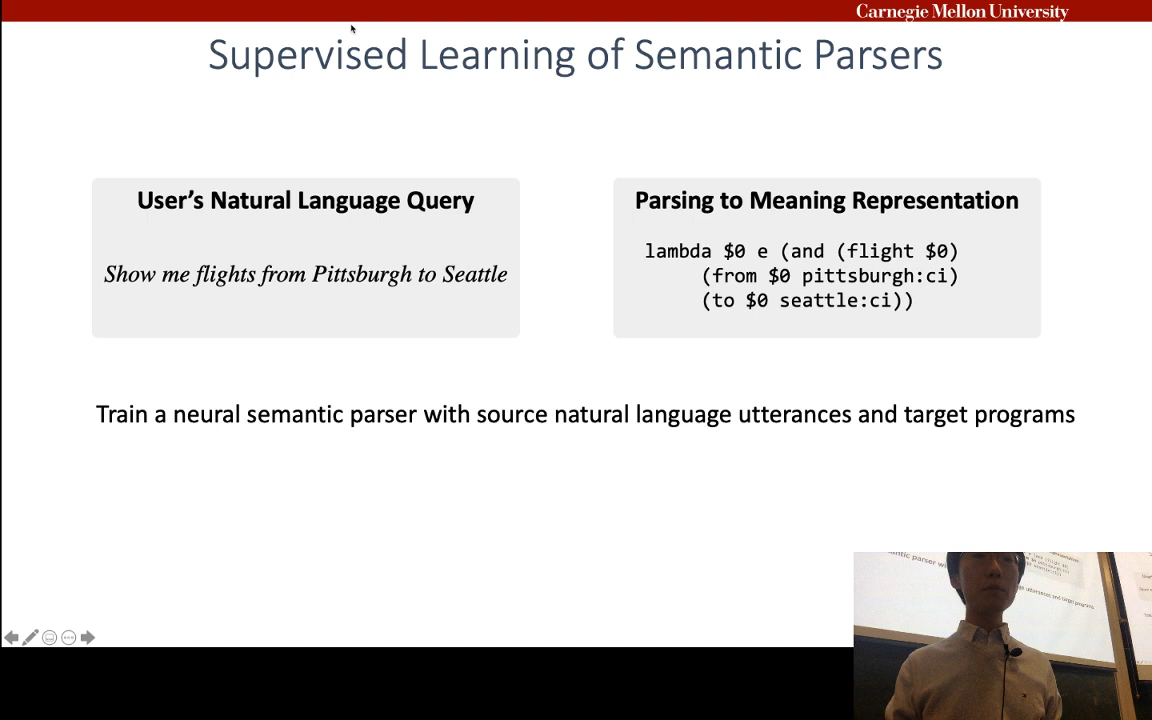 Carnegie Mellon University
Supervised Learning of Semantic Parsers
User’s Natural Language Query
Show me flights from Pittsburgh to Seattle
Parsing to Meaning Representation
lambda $0 e (and (flight $0)
(from $0 pittsburgh:ci)
(to $0 seattle:ci))
Train a neural semantic parser with source natural language utterances and target programs